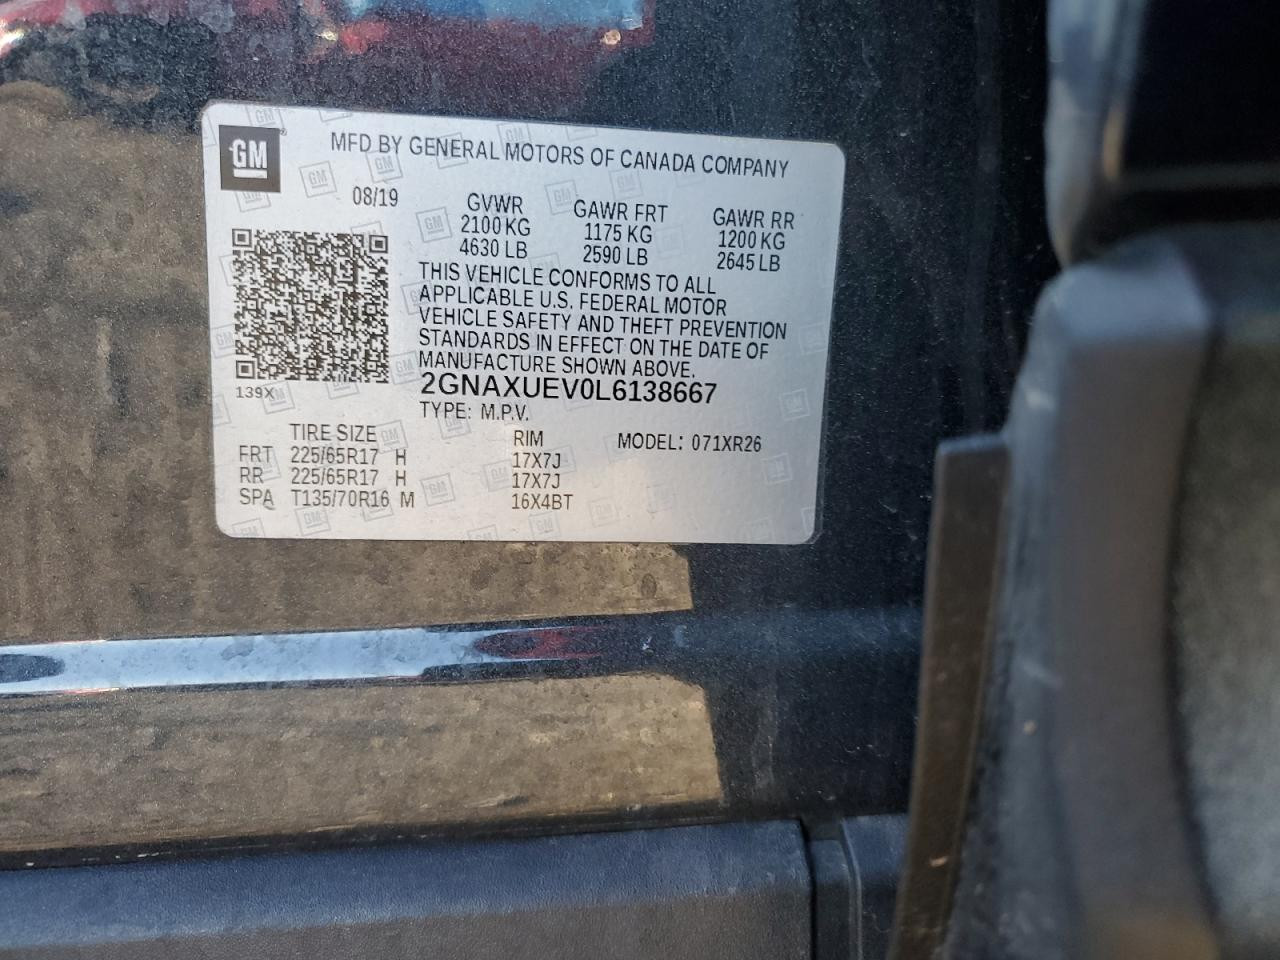 GM
MFD BY GENERAL MOTORS OF CANADA COMPANY
08/19
GVWR GAWR FRT GAWR RR
2100 KG 1175 KG 1200 KG
4630 LB 2590 LB 2645 LB
THIS VEHICLE CONFORMS TO ALL
APPLICABLE U.S. FEDERAL MOTOR
VEHICLE SAFETY AND THEFT PREVENTION
STANDARDS IN EFFECT ON THE DATE OF
MANUFACTURE SHOWN ABOVE.
139X
2GNAXUEV0L6138667
TYPE: M.P.V.
TIRE SIZE RIM MODEL: 071XR26
FRT 225/65R17 H 17X7J
RR 225/65R17 H 17X7J
SPA T135/70R16 M 16X4BT